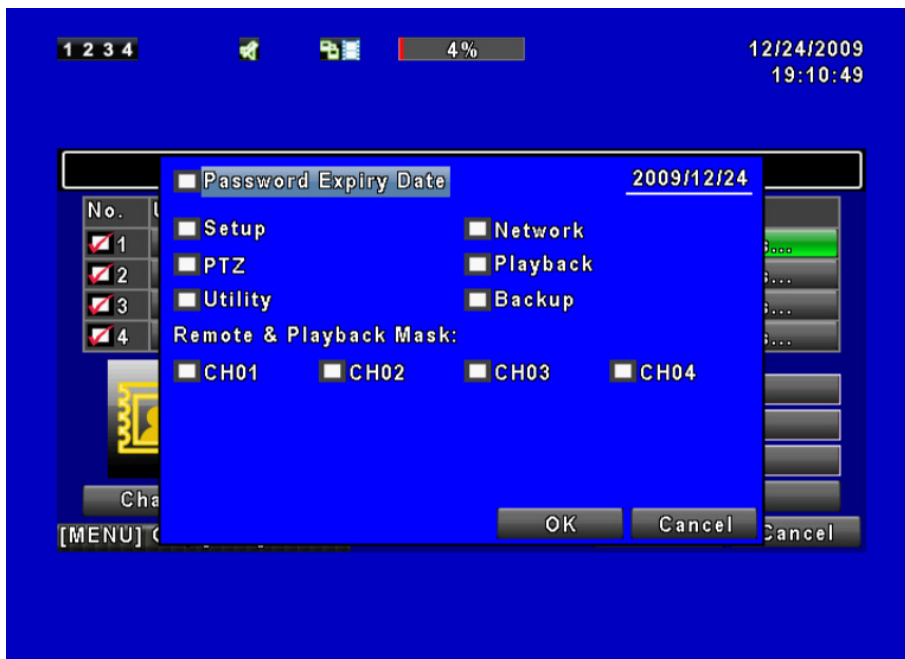 1 2 3 4 4% 12/24/2009
19:10:49
Password Expiry Date 2009/12/24
No.
Setup Network
1
PTZ Playback
2
Utility Backup
3
Remote & Playback Mask:
4
CH01 CH02 CH03 CH04
OK Cancel
[MENU] Cancel